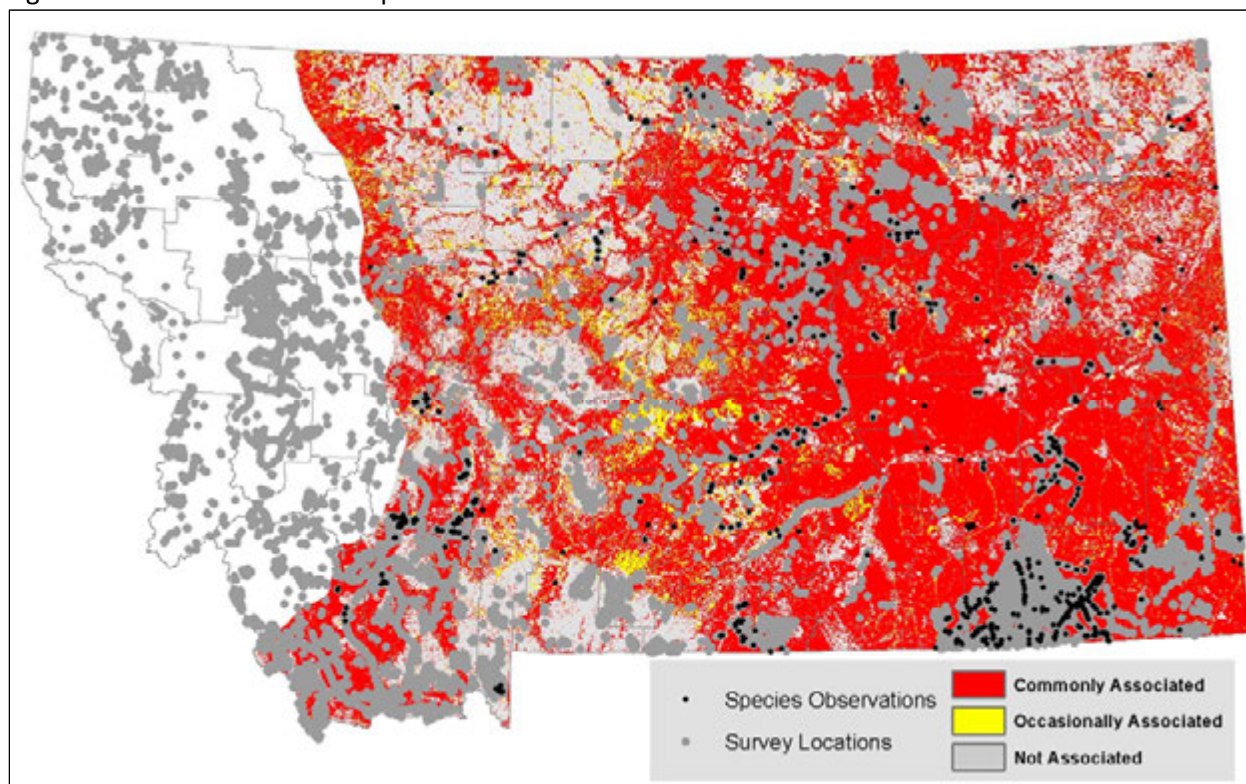 Species Observations
Survey Locations
Commonly Associated
Occasionally Associated
Not Associated